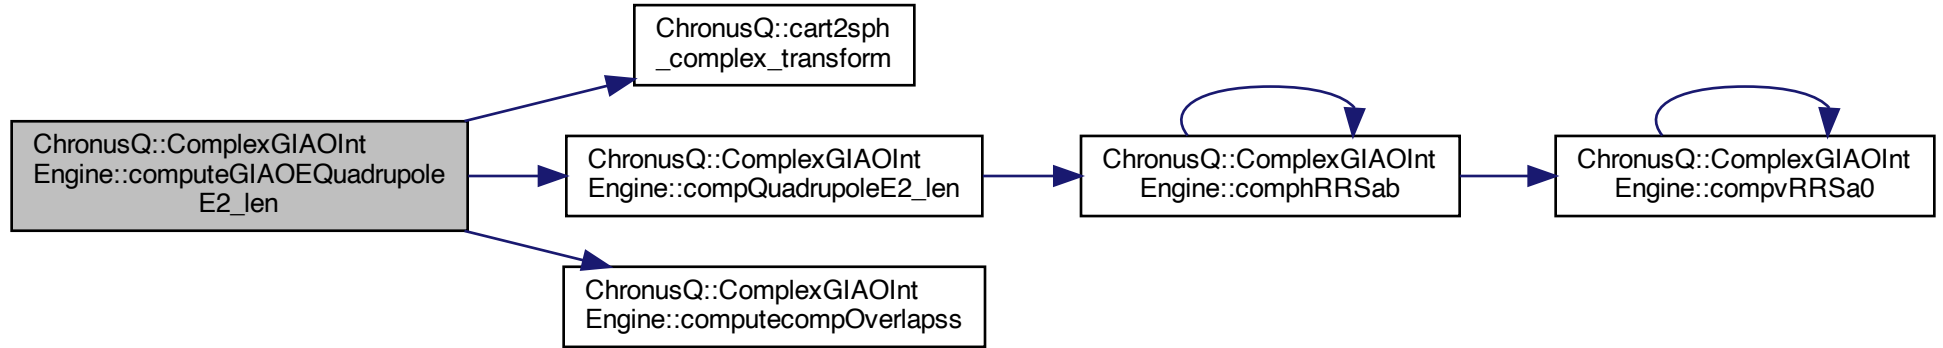 ChronusQ::ComplexGIAOInt
Engine::computeGIAOEQuadrupole
E2_len
ChronusQ::cart2sph
_complex_transform
ChronusQ::ComplexGIAOInt
Engine::compQuadrupoleE2_len
ChronusQ::ComplexGIAOInt
Engine::computecompOverlapss
ChronusQ::ComplexGIAOInt
Engine::comphRRSab
ChronusQ::ComplexGIAOInt
Engine::compvRRSa0